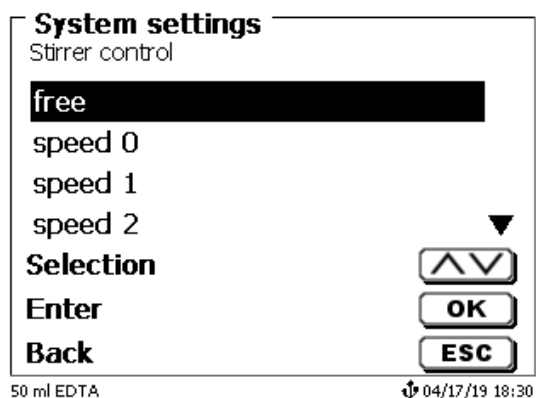 System settings
Stirrer control
free
speed 0
speed 1
speed 2
Selection
Enter OK
Back ESC
50 ml EDTA 04/17/19 18:30